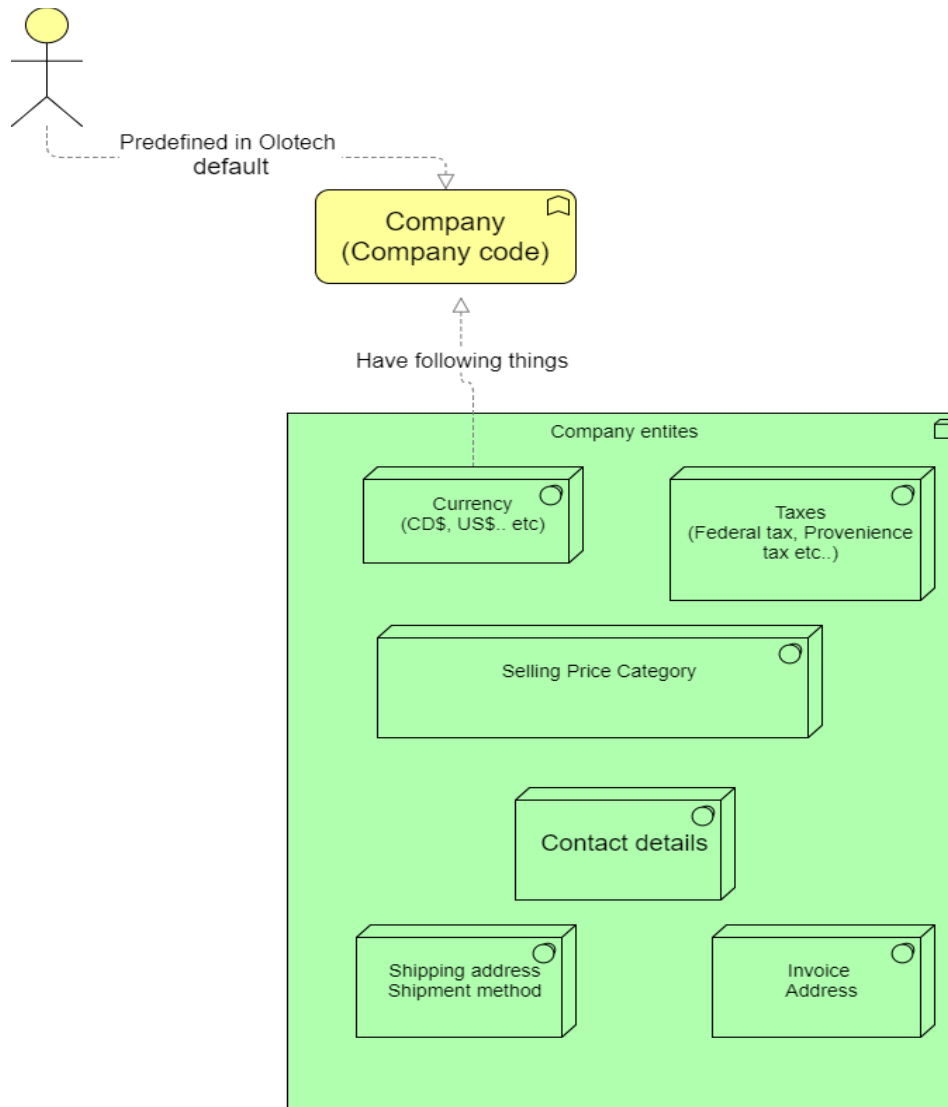 Predefined in Olotech
default
Company
(Company code)
Have following things
Company entites
Currency
(CD$, US$.. etc)
Taxes
(Federal tax, Provenience
tax etc..)
Selling Price Category
Contact details
Shipping address
Shipment method
Invoice
Address